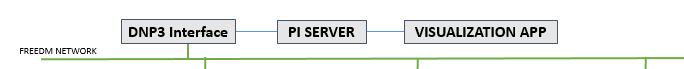 DNP3 Interface
PI SERVER
VISUALIZATION APP
FREEDM NETWORK